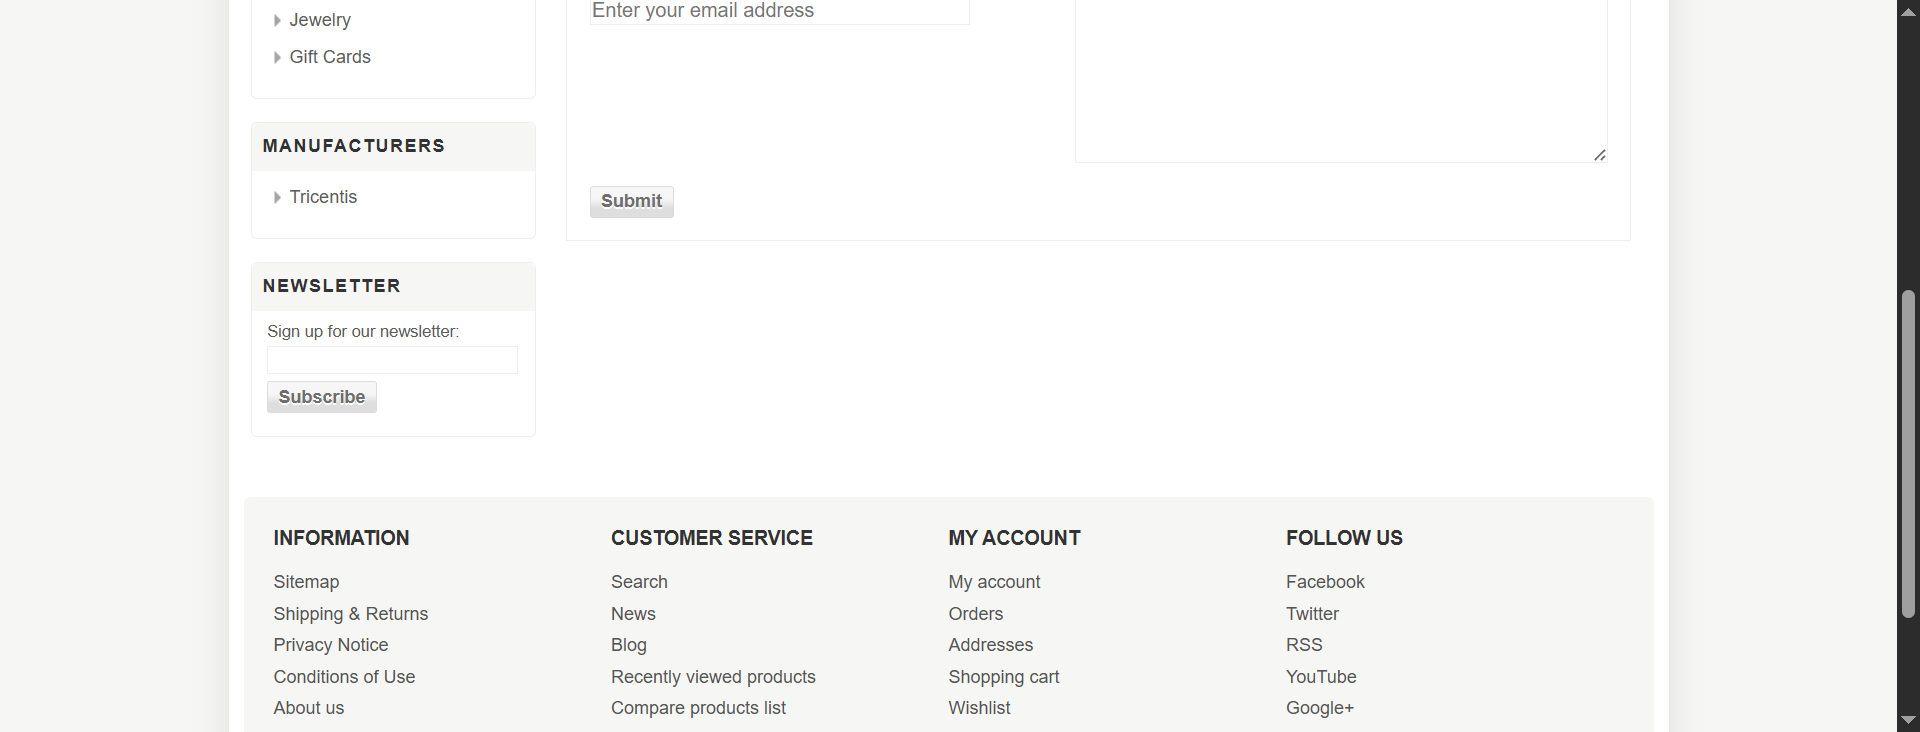 Jewelry
Gift Cards
MANUFACTURERS
Tricentis
NEWSLETTER
Sign up for our newsletter:
Subscribe
Enter your email address
Submit
INFORMATION
Sitemap
Shipping & Returns
Privacy Notice
Conditions of Use
About us
CUSTOMER SERVICE
Search
News
Blog
Recently viewed products
Compare products list
MY ACCOUNT
My account
Orders
Addresses
Shopping cart
Wishlist
FOLLOW US
Facebook
Twitter
RSS
YouTube
Google+